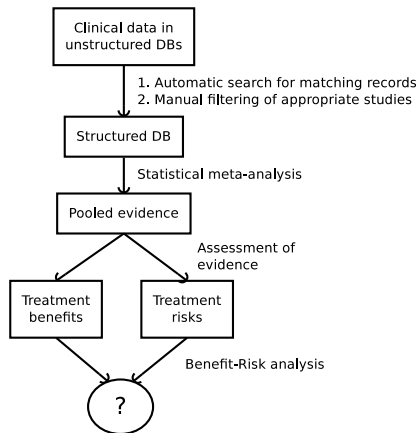 Clinical data in
unstructured DBs
1. Automatic search for matching records
2. Manual filtering of appropriate studies
Structured DB
Statistical meta-analysis
Pooled evidence
Assessment of
evidence
Treatment
benefits
Treatment
risks
Benefit-Risk analysis
?